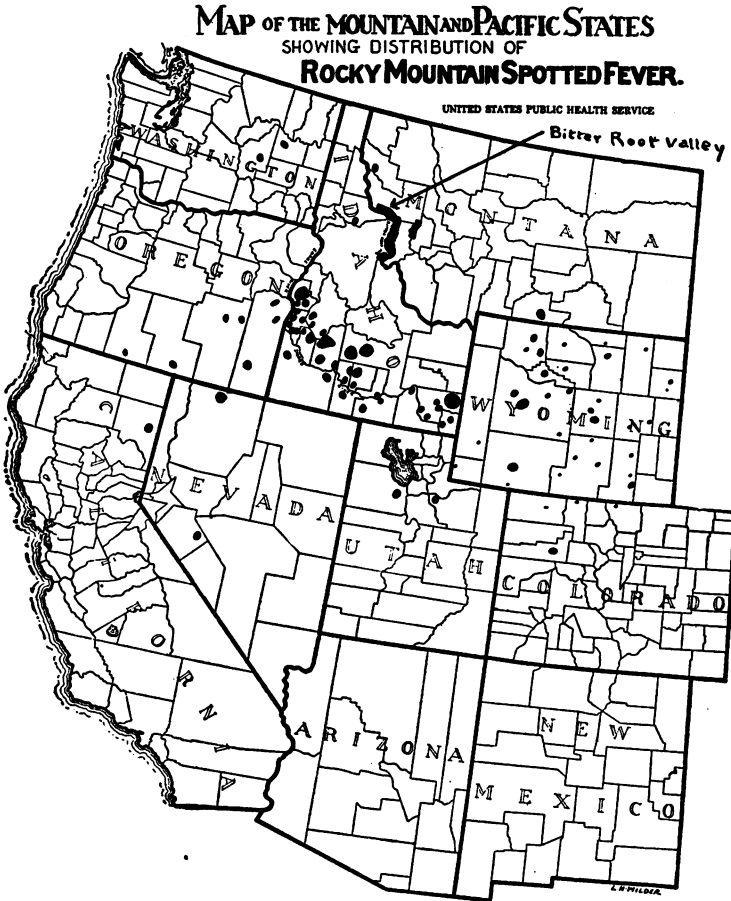 MAP OF THE MOUNTAIN AND PACIFIC STATES
SHOWING DISTRIBUTION OF
ROCKY MOUNTAIN SPOTTED FEVER.
UNITED STATES PUBLIC HEALTH SERVICE
Bitter Root Valley
WASHINGTON
MONTANA
IDAHO
OREGON
WYOMING
CALIFORNIA
NEVADA
UTAH
COLORADO
ARIZONA
NEW
MEXICO
L.H.WILDER